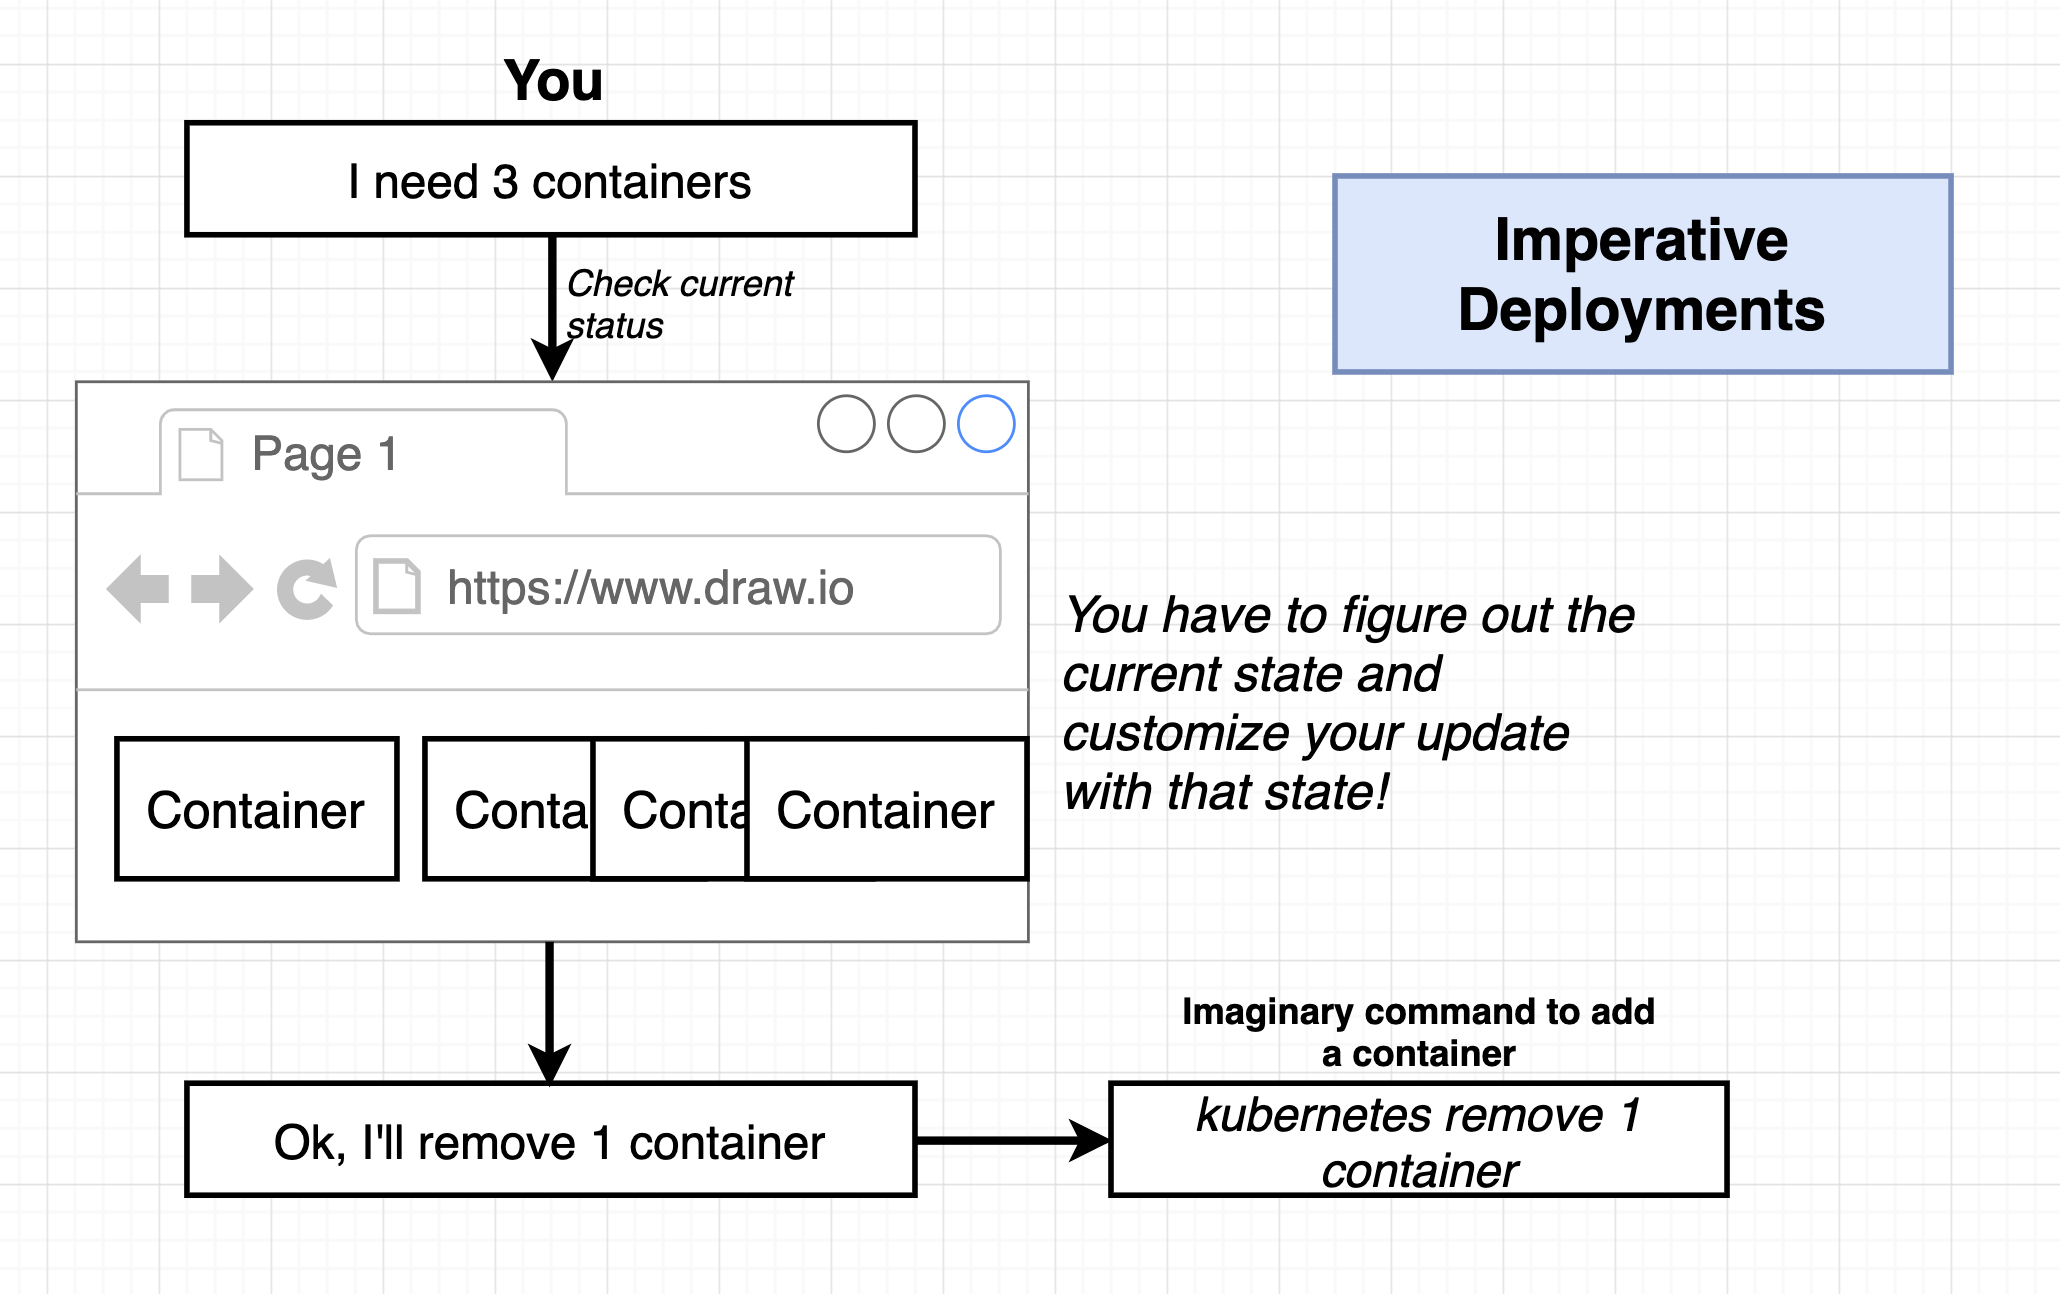 You
I need 3 containers
Imperative
Deployments
Check current
status
Page 1
https://www.draw.io
You have to figure out the
current state and
customize your update
with that state!
Container
Conta
Conta
Container
Imaginary command to add
a container
Ok, I'll remove 1 container
kubernetes remove 1
container